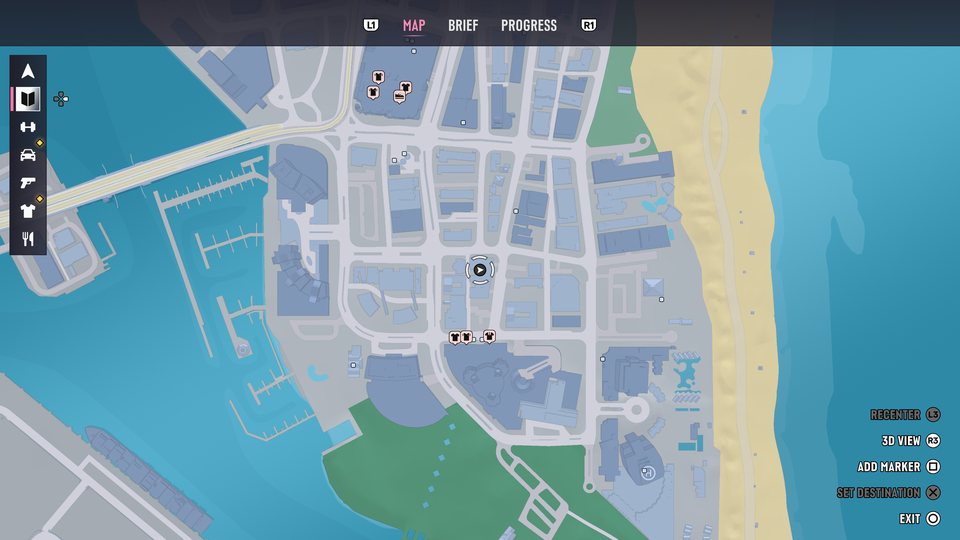 L1 MAP BRIEF PROGRESS R1
RECENTER L3
3D VIEW R3
ADD MARKER
SET DESTINATION
EXIT